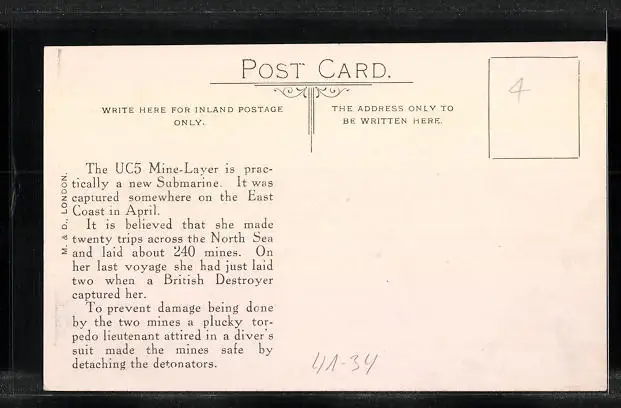 POST CARD.
WRITE HERE FOR INLAND POSTAGE
ONLY.
THE ADDRESS ONLY TO
BE WRITTEN HERE.
4
M. & D., LONDON.
The UC5 Mine-Layer is prac-
tically a new Submarine. It was
captured somewhere on the East
Coast in April.
It is believed that she made
twenty trips across the North Sea
and laid about 240 mines. On
her last voyage she had just laid
two when a British Destroyer
captured her.
To prevent damage being done
by the two mines a plucky tor-
pedo lieutenant attired in a diver's
suit made the mines safe by
detaching the detonators.
41-34